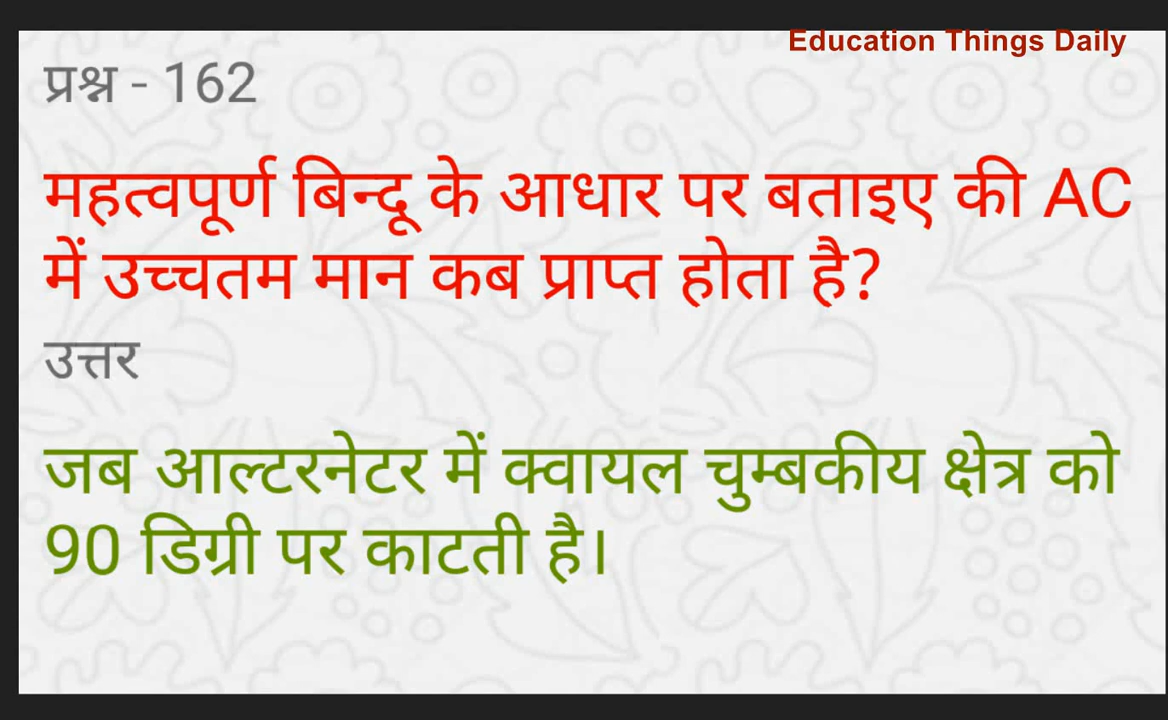 Education Things Daily
प्रश्न - 162
महत्वपूर्ण बिन्दू के आधार पर बताइए की AC
में उच्चतम मान कब प्राप्त होता है?
उत्तर
जब आल्टरनेटर में क्वायल चुम्बकीय क्षेत्र को
90 डिग्री पर काटती है।